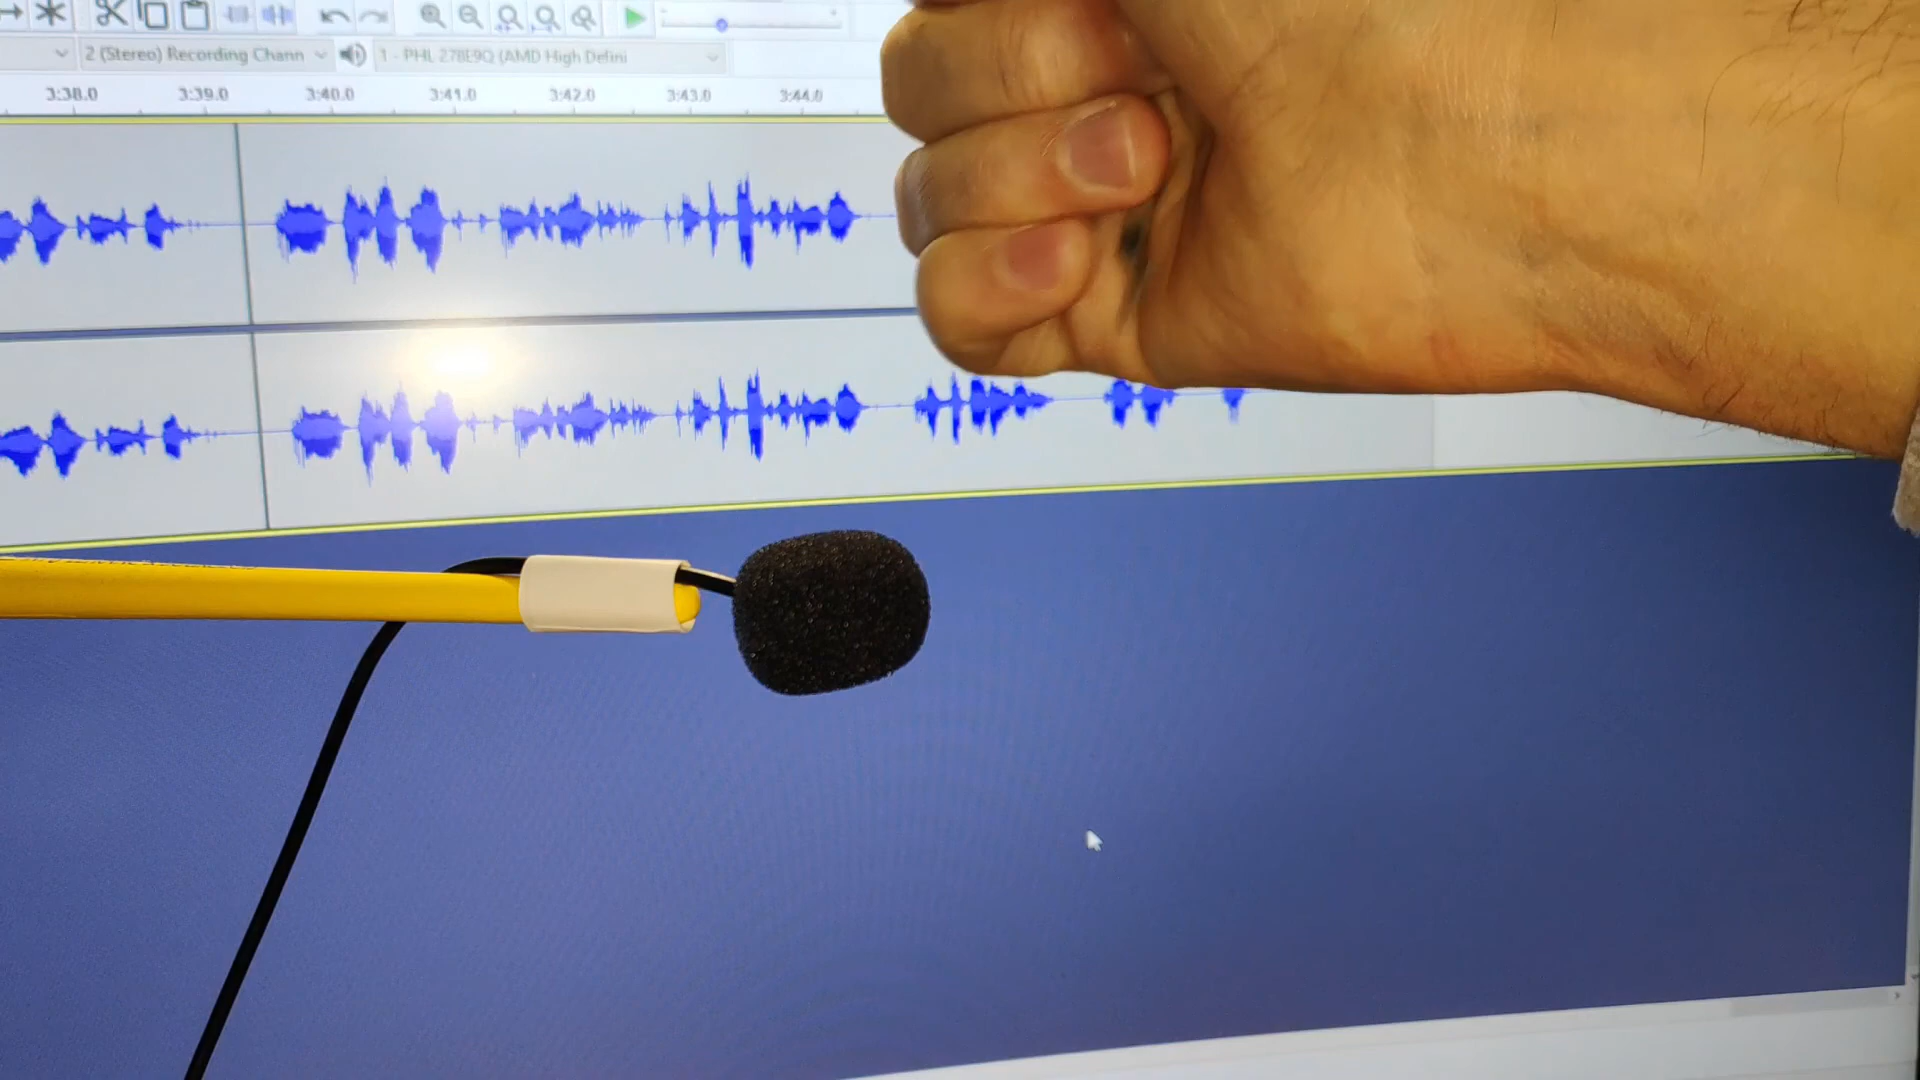 2 (Stereo) Recording Chann
1 - PHL 278E9Q (AMD High Defini
3:38.0 3:39.0 3:40.0 3:41.0 3:42.0 3:43.0 3:44.0